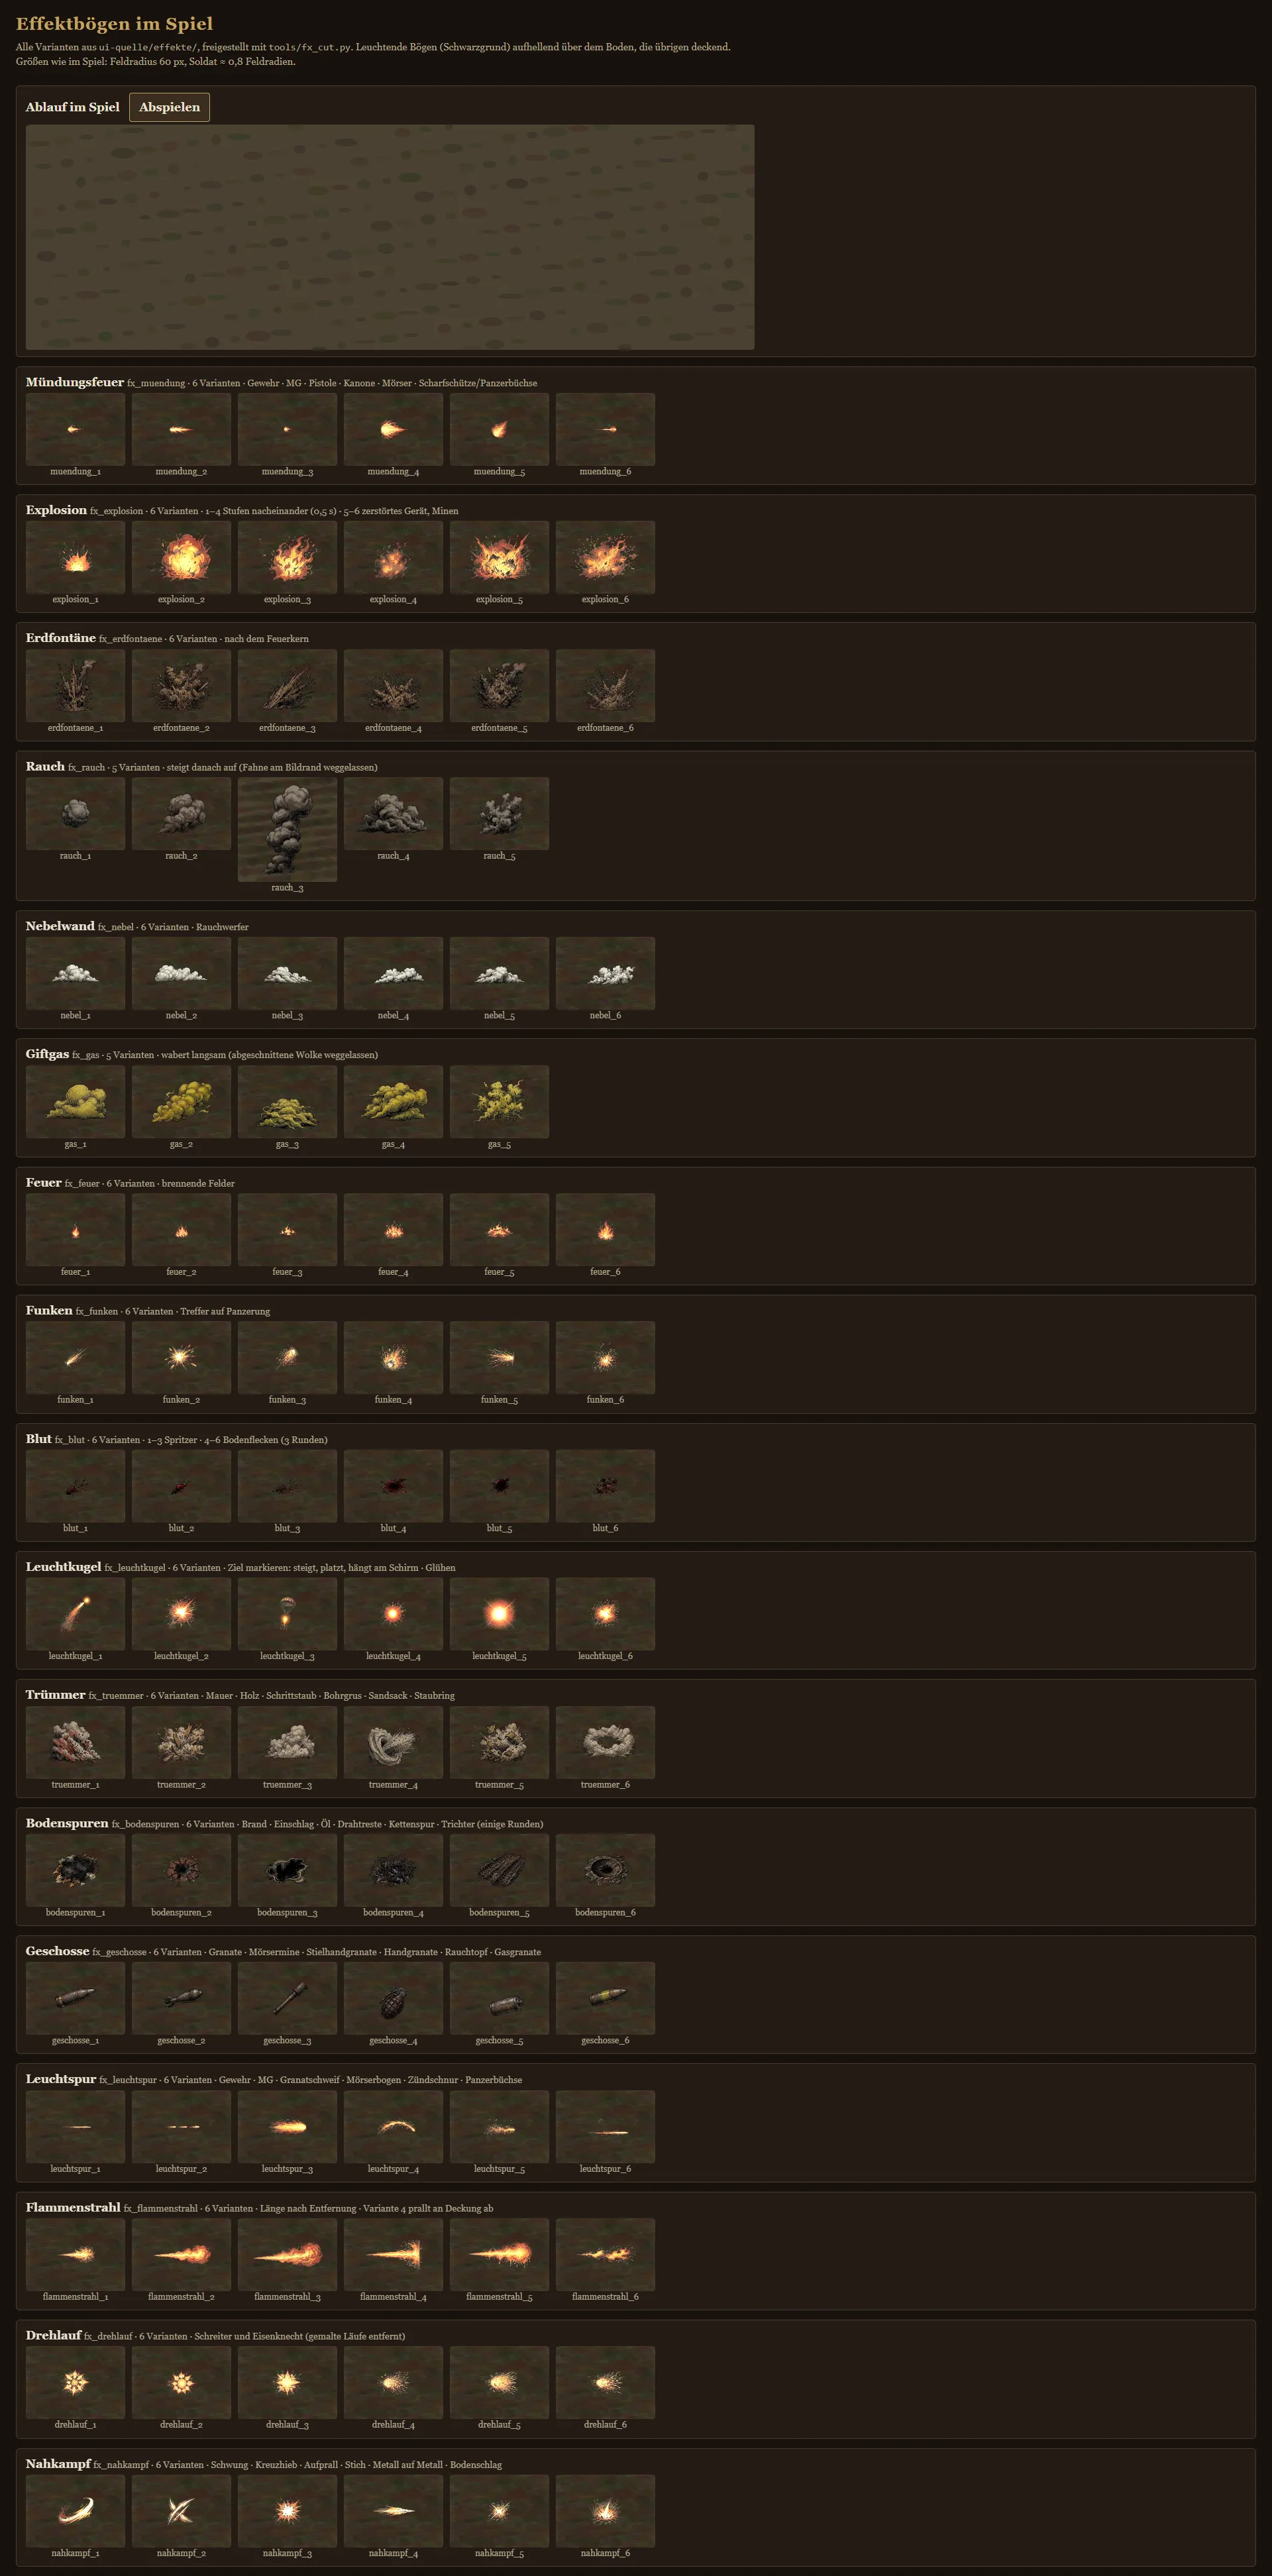 Effektbögen im Spiel
Alle Varianten aus ui-quelle/effekte/, freigestellt mit tools/fx_cut.py. Leuchtende Bögen (Schwarzgrund) aufhellend über dem Boden, die übrigen deckend.
Größen wie im Spiel: Feldradius 60 px, Soldat ≈ 0,8 Feldradien.
Ablauf im Spiel Abspielen
Mündungsfeuer fx_muendung · 6 Varianten · Gewehr · MG · Pistole · Kanone · Mörser · Scharfschütze/Panzerbüchse
muendung_1 muendung_2 muendung_3 muendung_4 muendung_5 muendung_6
Explosion fx_explosion · 6 Varianten · 1–4 Stufen nacheinander (0,5 s) · 5–6 zerstörtes Gerät, Minen
explosion_1 explosion_2 explosion_3 explosion_4 explosion_5 explosion_6
Erdfontäne fx_erdfontaene · 6 Varianten · nach dem Feuerkern
erdfontaene_1 erdfontaene_2 erdfontaene_3 erdfontaene_4 erdfontaene_5 erdfontaene_6
Rauch fx_rauch · 5 Varianten · steigt danach auf (Fahne am Bildrand weggelassen)
rauch_1 rauch_2 rauch_3 rauch_4 rauch_5
Nebelwand fx_nebel · 6 Varianten · Rauchwerfer
nebel_1 nebel_2 nebel_3 nebel_4 nebel_5 nebel_6
Giftgas fx_gas · 5 Varianten · wabert langsam (abgeschnittene Wolke weggelassen)
gas_1 gas_2 gas_3 gas_4 gas_5
Feuer fx_feuer · 6 Varianten · brennende Felder
feuer_1 feuer_2 feuer_3 feuer_4 feuer_5 feuer_6
Funken fx_funken · 6 Varianten · Treffer auf Panzerung
funken_1 funken_2 funken_3 funken_4 funken_5 funken_6
Blut fx_blut · 6 Varianten · 1–3 Spritzer · 4–6 Bodenflecken (3 Runden)
blut_1 blut_2 blut_3 blut_4 blut_5 blut_6
Leuchtkugel fx_leuchtkugel · 6 Varianten · Ziel markieren: steigt, platzt, hängt am Schirm · Glühen
leuchtkugel_1 leuchtkugel_2 leuchtkugel_3 leuchtkugel_4 leuchtkugel_5 leuchtkugel_6
Trümmer fx_truemmer · 6 Varianten · Mauer · Holz · Schrittstaub · Bohrgrus · Sandsack · Staubring
truemmer_1 truemmer_2 truemmer_3 truemmer_4 truemmer_5 truemmer_6
Bodenspuren fx_bodenspuren · 6 Varianten · Brand · Einschlag · Öl · Drahtreste · Kettenspur · Trichter (einige Runden)
bodenspuren_1 bodenspuren_2 bodenspuren_3 bodenspuren_4 bodenspuren_5 bodenspuren_6
Geschosse fx_geschosse · 6 Varianten · Granate · Mörsermine · Stielhandgranate · Handgranate · Rauchtopf · Gasgranate
geschosse_1 geschosse_2 geschosse_3 geschosse_4 geschosse_5 geschosse_6
Leuchtspur fx_leuchtspur · 6 Varianten · Gewehr · MG · Granatschweif · Mörserbogen · Zündschnur · Panzerbüchse
leuchtspur_1 leuchtspur_2 leuchtspur_3 leuchtspur_4 leuchtspur_5 leuchtspur_6
Flammenstrahl fx_flammenstrahl · 6 Varianten · Länge nach Entfernung · Variante 4 prallt an Deckung ab
flammenstrahl_1 flammenstrahl_2 flammenstrahl_3 flammenstrahl_4 flammenstrahl_5 flammenstrahl_6
Drehlauf fx_drehlauf · 6 Varianten · Schreiter und Eisenknecht (gemalte Läufe entfernt)
drehlauf_1 drehlauf_2 drehlauf_3 drehlauf_4 drehlauf_5 drehlauf_6
Nahkampf fx_nahkampf · 6 Varianten · Schwung · Kreuzhieb · Aufprall · Stich · Metall auf Metall · Bodenschlag
nahkampf_1 nahkampf_2 nahkampf_3 nahkampf_4 nahkampf_5 nahkampf_6